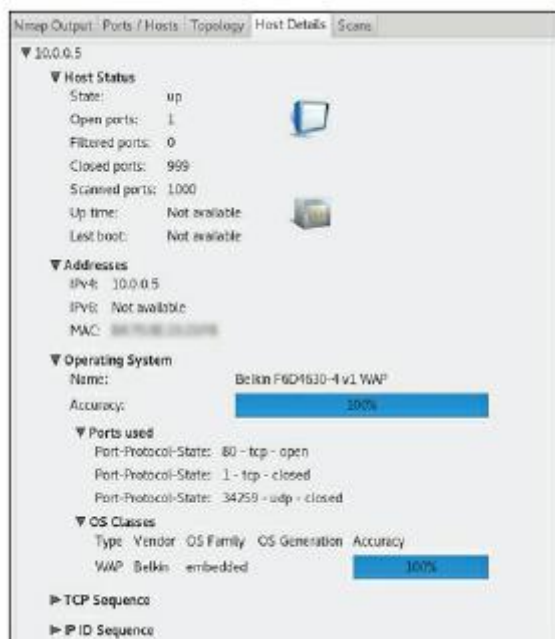 Nmap Output Ports / Hosts Topology Host Details Scans
10.0.0.5
Host Status
State: up
Open ports: 1
Filtered ports: 0
Closed ports: 999
Scanned ports: 1000
Up time: Not available
Last boot: Not available
Addresses
IPv4: 10.0.0.5
IPv6: Not available
MAC:
Operating System
Name: Belkin F6D4630-4 v1 WAP
Accuracy: 100%
Ports used
Port-Protocol-State: 80 - tcp - open
Port-Protocol-State: 1 - tcp - closed
Port-Protocol-State: 34259 - udp - closed
OS Classes
Type Vendor OS Family OS Generation Accuracy
WAP Belkin embedded 100%
TCP Sequence
IP ID Sequence